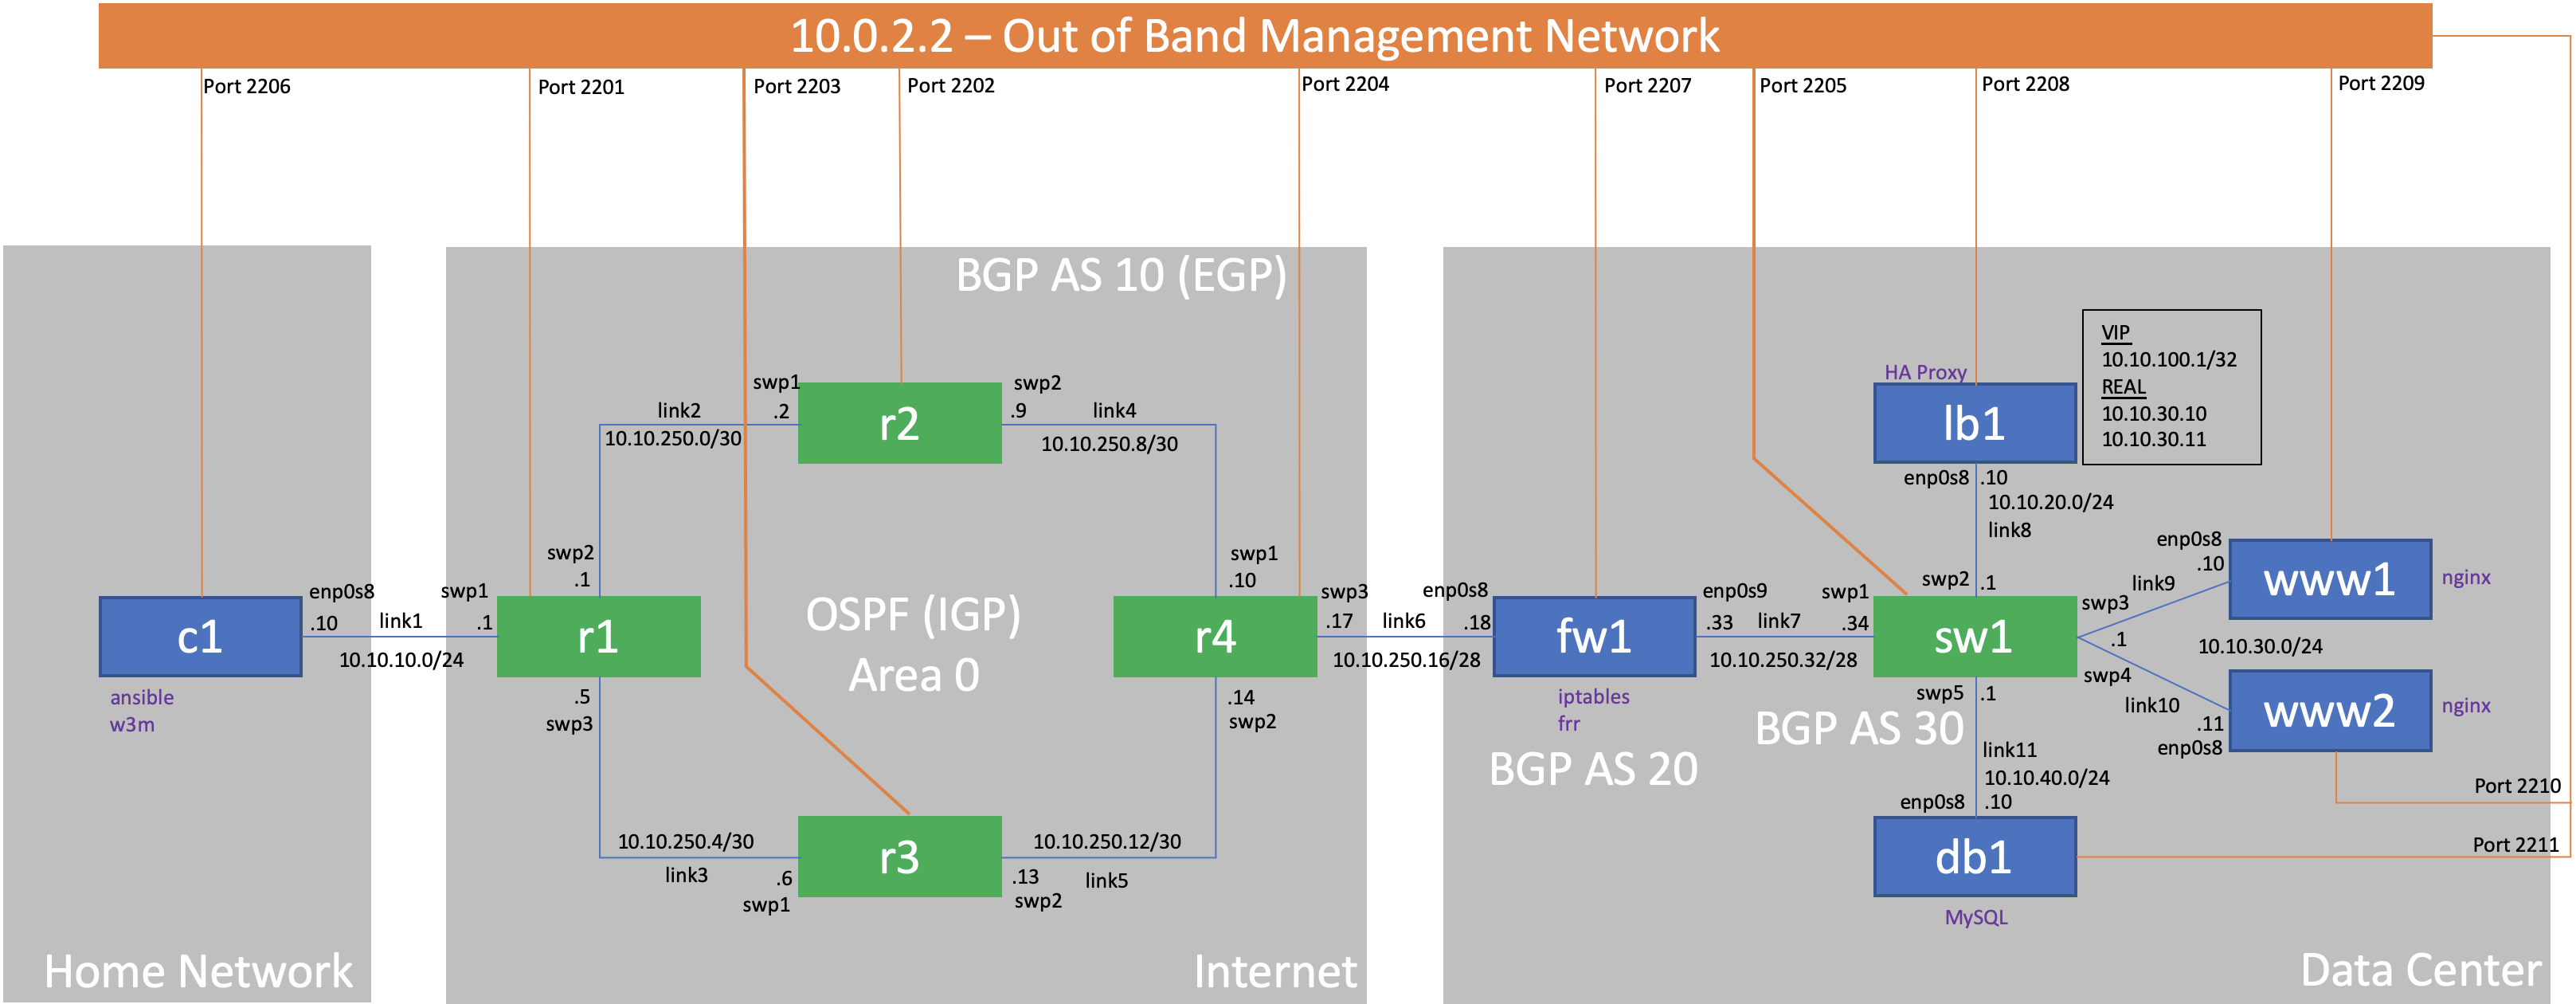 10.0.2.2 – Out of Band Management Network
Port 2206
Port 2201
Port 2203
Port 2202
Port 2204
Port 2207
Port 2205
Port 2208
Port 2209
BGP AS 10 (EGP)
VIP
10.10.100.1/32
REAL
10.10.30.10
10.10.30.11
HA Proxy
lb1
enp0s8
.10
10.10.20.0/24
link8
swp1
.2
r2
swp2
.9
link2
10.10.250.0/30
link4
10.10.250.8/30
swp2
.1
swp1
.10
OSPF (IGP)
Area 0
c1
enp0s8
.10
link1
10.10.10.0/24
ansible
w3m
swp1
.1
r1
.5
swp3
r4
swp3
.17
link6
10.10.250.16/28
.14
swp2
enp0s8
.18
fw1
iptables
frr
enp0s9
.33
link7
10.10.250.32/28
swp1
.34
swp2
.1
sw1
swp3
.1
swp4
link9
enp0s8
.10
www1
nginx
10.10.30.0/24
link10
.11
enp0s8
www2
nginx
swp5
.1
BGP AS 30
BGP AS 20
link11
10.10.40.0/24
enp0s8
.10
db1
MySQL
Port 2210
Port 2211
10.10.250.4/30
link3
.6
swp1
r3
.13
swp2
10.10.250.12/30
link5
Home Network
Internet
Data Center